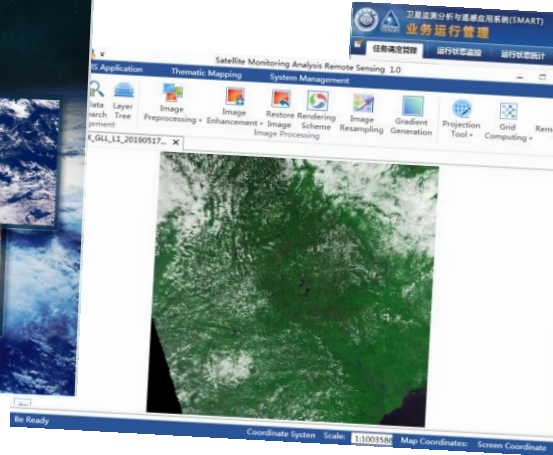 卫星监测分析与遥感应用系统(SMART)
业务运行管理
任务调度管理 运行状态监控 运行状态统计
Satellite Monitoring Analysis Remote Sensing 1.0
Application Thematic Mapping System Management
Data Layer Image Image Restore Rendering Image Gradient Projection Grid
Tree Preprocessing Enhancement Image Scheme Resampling Generation Tool Computing
Image Processing
_GLL_L1_20190517...
Be Ready Coordinate System Scale: 1:1003586 Map Coordinates: Screen Coordinate